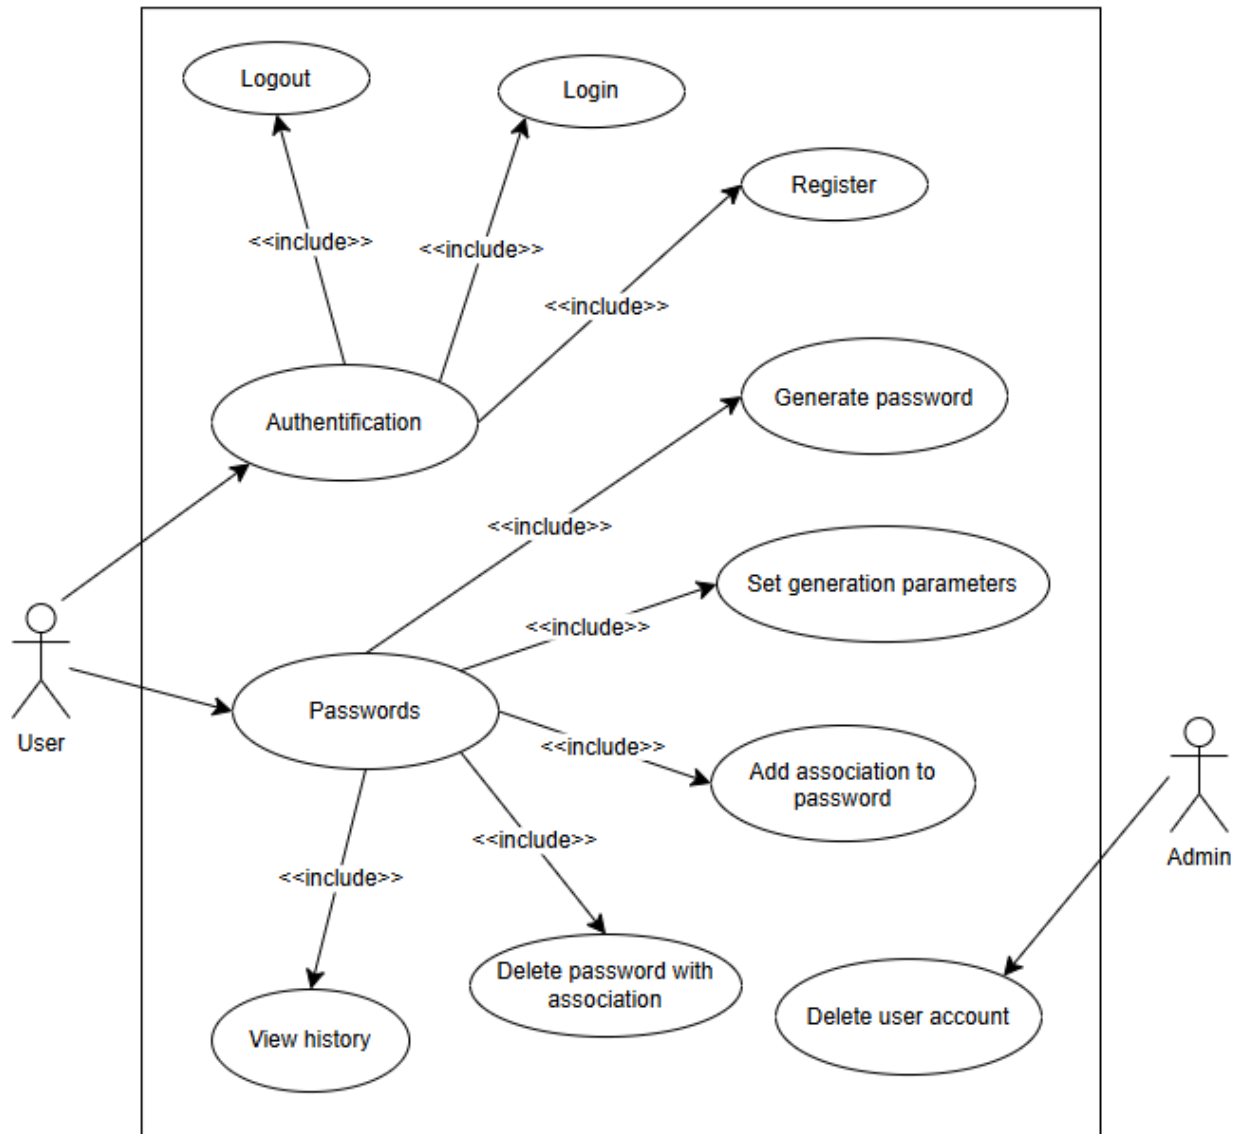 Logout
Login
Register
<<include>>
<<include>>
<<include>>
Generate password
Authentification
<<include>>
Set generation parameters
<<include>>
Passwords
User
<<include>>
Add association to
password
<<include>>
Admin
<<include>>
Delete password with
association
Delete user account
View history